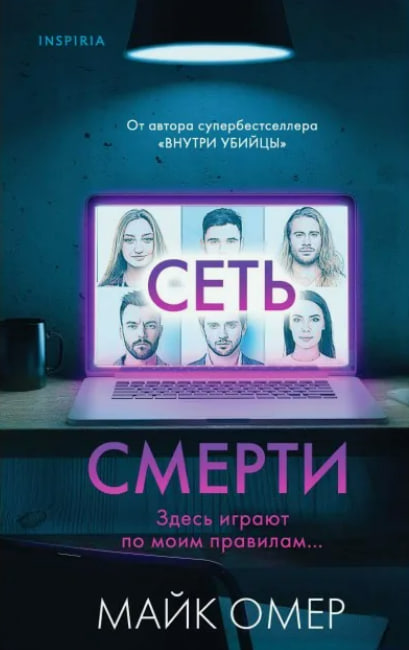 INSPIRIA
От автора супербестселлера
«ВНУТРИ УБИЙЦЫ»
СЕТЬ
СМЕРТИ
Здесь играют
по моим правилам...
МАЙК ОМЕР